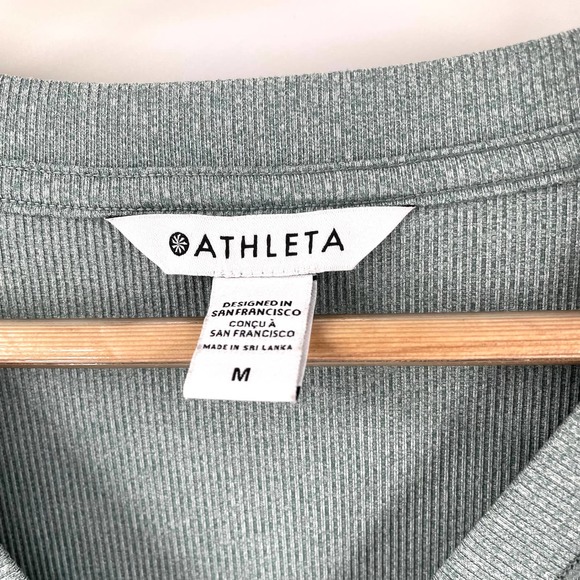 ATHLETA
DESIGNED IN
SAN FRANCISCO
CONÇU À
SAN FRANCISCO
MADE IN SRI LANKA
M